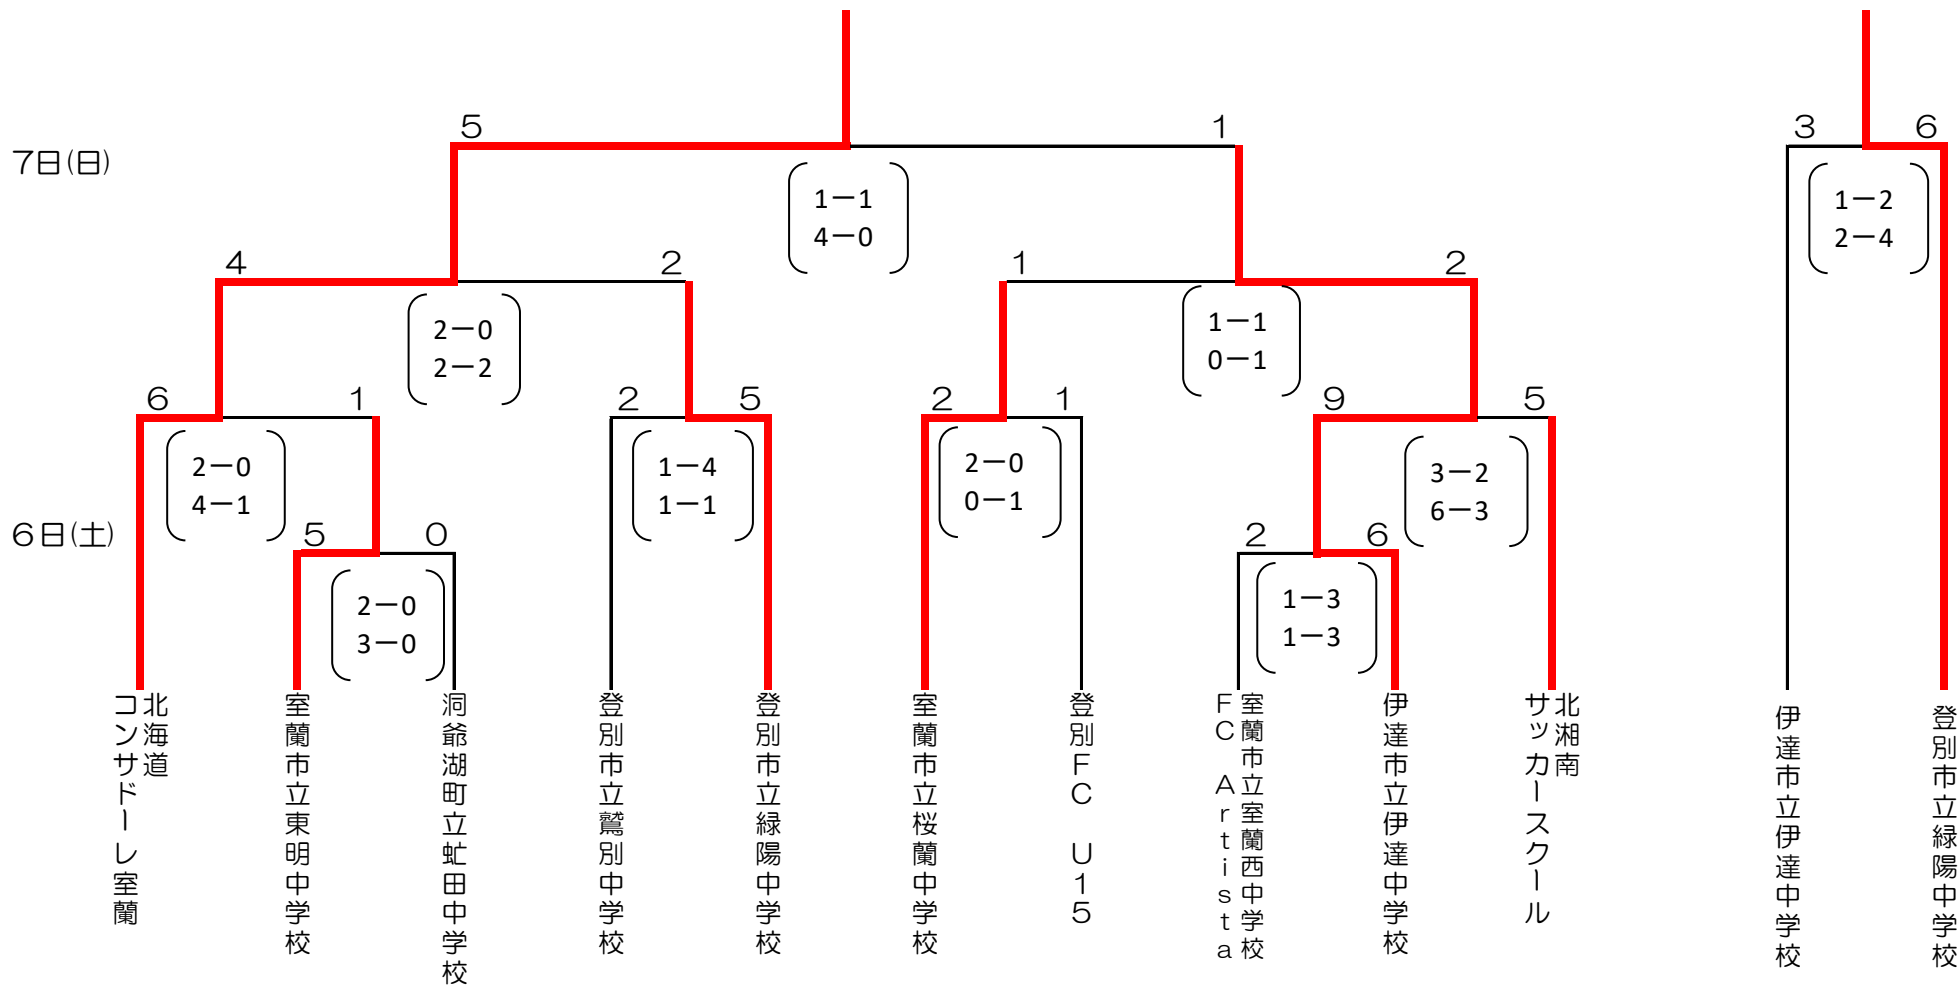 5
1
3
6
7日(日)
1－1
4－0
1－2
2－4
4
2
1
2
2－0
2－2
1－1
0－1
6
1
2
5
2
1
9
5
2－0
4－1
1－4
1－1
2－0
0－1
3－2
6－3
6日(土)
5
0
2
6
2－0
3－0
1－3
1－3
北海道
コンサドーレ室蘭
室蘭市立東明中学校
洞爺湖町立虻田中学校
登別市立鷲別中学校
登別市立緑陽中学校
室蘭市立桜蘭中学校
登別FC U15
室蘭市立室蘭西中学校
FC Artista
伊達市立伊達中学校
北湘南
サッカースクール
伊達市立伊達中学校
登別市立緑陽中学校